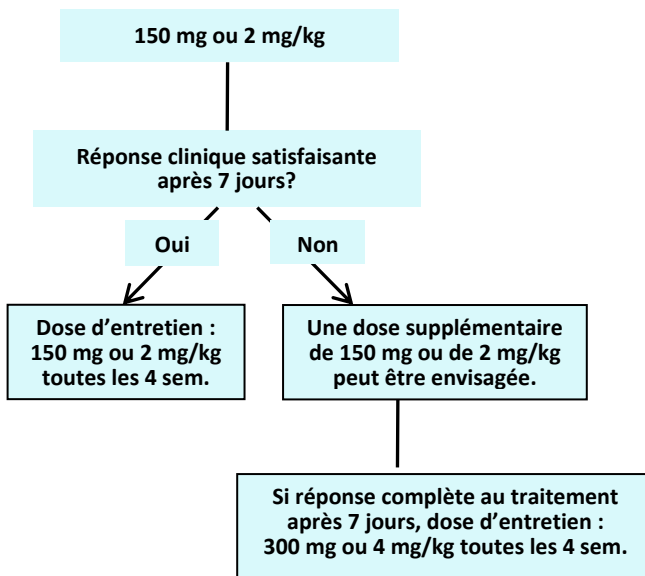 150 mg ou 2 mg/kg
Réponse clinique satisfaisante
après 7 jours?
Oui
Non
Dose d’entretien :
150 mg ou 2 mg/kg
toutes les 4 sem.
Une dose supplémentaire
de 150 mg ou de 2 mg/kg
peut être envisagée.
Si réponse complète au traitement
après 7 jours, dose d’entretien :
300 mg ou 4 mg/kg toutes les 4 sem.